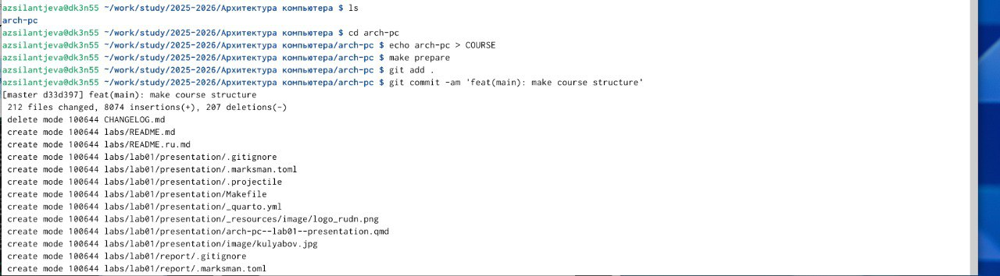 azsilantjeva@dk3n55 ~/work/study/2025-2026/Архитектура компьютера $ ls
arch-pc
azsilantjeva@dk3n55 ~/work/study/2025-2026/Архитектура компьютера $ cd arch-pc
azsilantjeva@dk3n55 ~/work/study/2025-2026/Архитектура компьютера/arch-pc $ echo arch-pc > COURSE
azsilantjeva@dk3n55 ~/work/study/2025-2026/Архитектура компьютера/arch-pc $ make prepare
azsilantjeva@dk3n55 ~/work/study/2025-2026/Архитектура компьютера/arch-pc $ git add .
azsilantjeva@dk3n55 ~/work/study/2025-2026/Архитектура компьютера/arch-pc $ git commit -am 'feat(main): make course structure'
[master d33d397] feat(main): make course structure
 212 files changed, 8074 insertions(+), 207 deletions(-)
 delete mode 100644 CHANGELOG.md
 create mode 100644 labs/README.md
 create mode 100644 labs/README.ru.md
 create mode 100644 labs/lab01/presentation/.gitignore
 create mode 100644 labs/lab01/presentation/.marksman.toml
 create mode 100644 labs/lab01/presentation/.projectile
 create mode 100644 labs/lab01/presentation/Makefile
 create mode 100644 labs/lab01/presentation/_quarto.yml
 create mode 100644 labs/lab01/presentation/_resources/image/logo_rudn.png
 create mode 100644 labs/lab01/presentation/arch-pc--lab01--presentation.qmd
 create mode 100644 labs/lab01/presentation/image/kulyabov.jpg
 create mode 100644 labs/lab01/report/.gitignore
 create mode 100644 labs/lab01/report/.marksman.toml